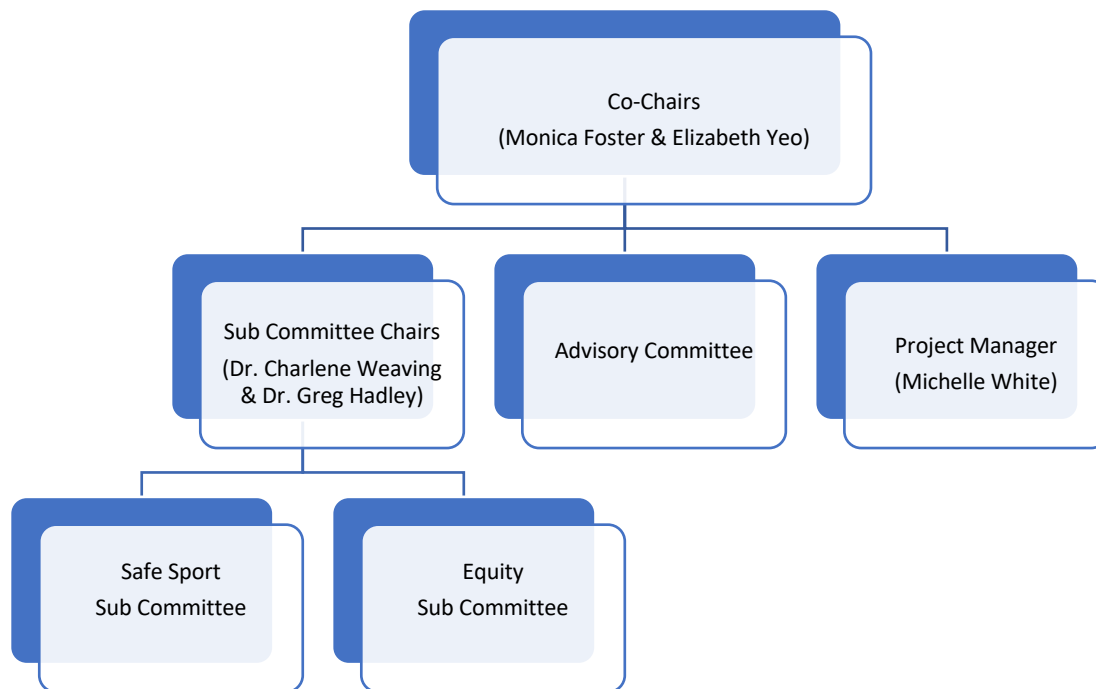 Co-Chairs
(Monica Foster & Elizabeth Yeo)
Sub Committee Chairs
(Dr. Charlene Weaving
& Dr. Greg Hadley)
Advisory Committee
Project Manager
(Michelle White)
Safe Sport
Sub Committee
Equity
Sub Committee